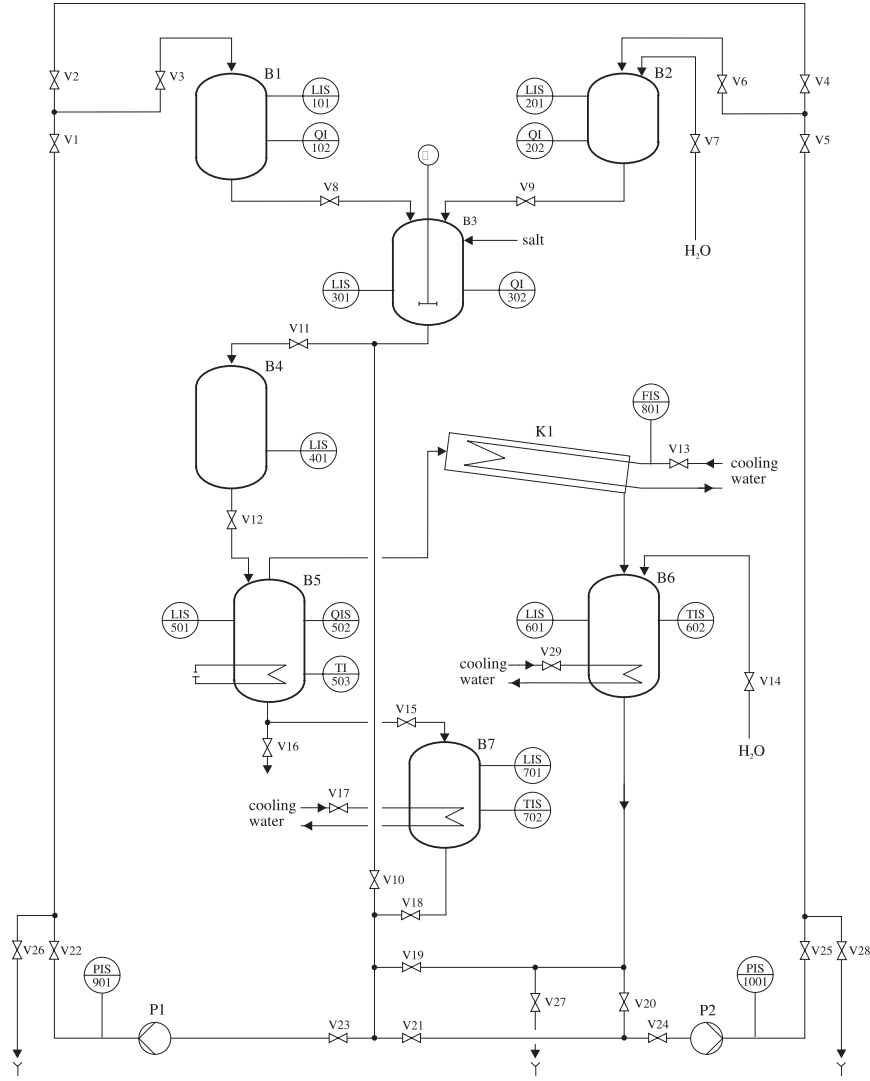 B1
B2
V2
V3
LIS
101
LIS
201
V6
V4
V1
QI
102
QI
202
V7
V5
V8
V9
B3
salt
H₂O
LIS
301
QI
302
V11
B4
FIS
801
K1
LIS
401
V13
cooling
water
V12
B5
B6
LIS
501
QIS
502
LIS
601
TIS
602
TI
503
V29
cooling
water
V14
V15
V16
H₂O
B7
LIS
701
V17
cooling
water
TIS
702
V10
V18
V26
V22
V25
V28
V19
PIS
901
PIS
1001
V27
V20
P1
P2
V23
V21
V24